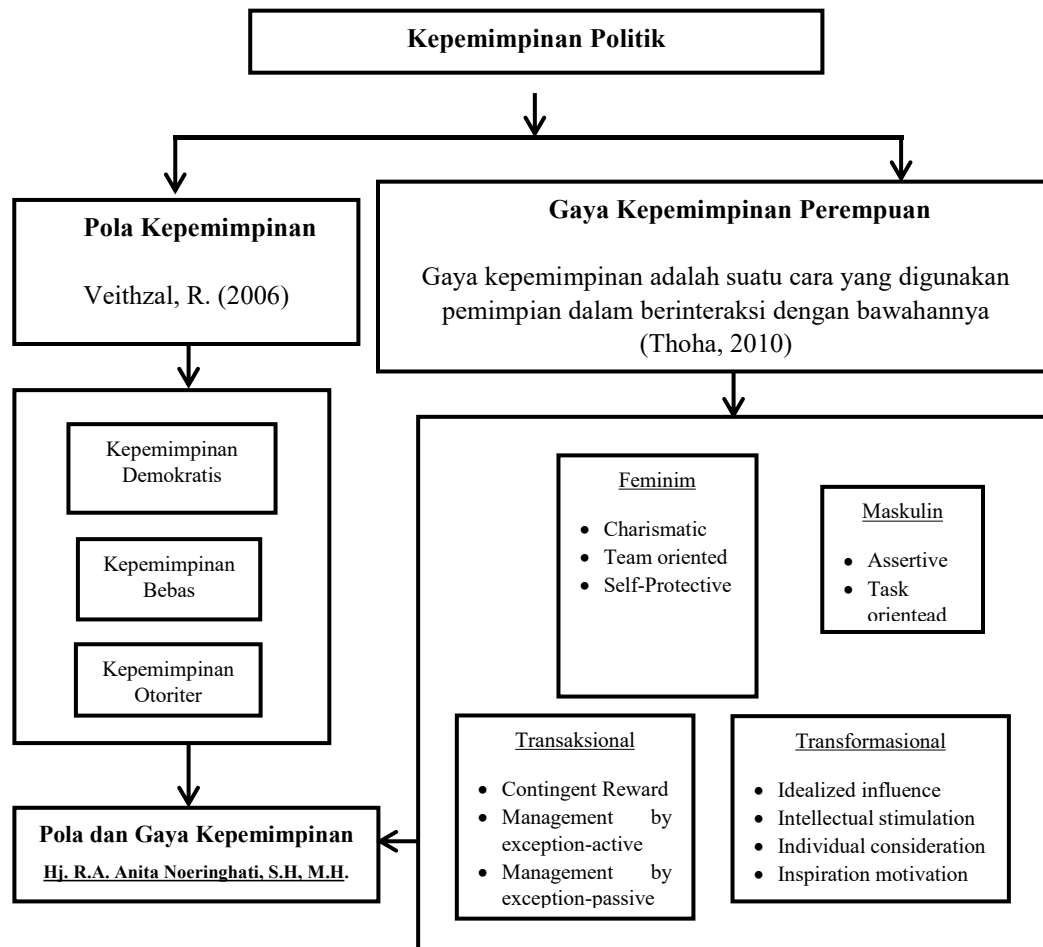 Kepemimpinan Politik
Pola Kepemimpinan
Veithzal, R. (2006)
Gaya Kepemimpinan Perempuan
Gaya kepemimpinan adalah suatu cara yang digunakan
pemimpian dalam berinteraksi dengan bawahannya
(Thoha, 2010)
Kepemimpinan
Demokratis
Kepemimpinan
Bebas
Kepemimpinan
Otoriter
Feminim
• Charismatic
• Team oriented
• Self-Protective
Maskulin
• Assertive
• Task
orientead
Transaksional
• Contingent Reward
• Management by
exception-active
• Management by
exception-passive
Transformasional
• Idealized influence
• Intellectual stimulation
• Individual consideration
• Inspiration motivation
Pola dan Gaya Kepemimpinan
Hj. R.A. Anita Noeringhati, S.H, M.H.